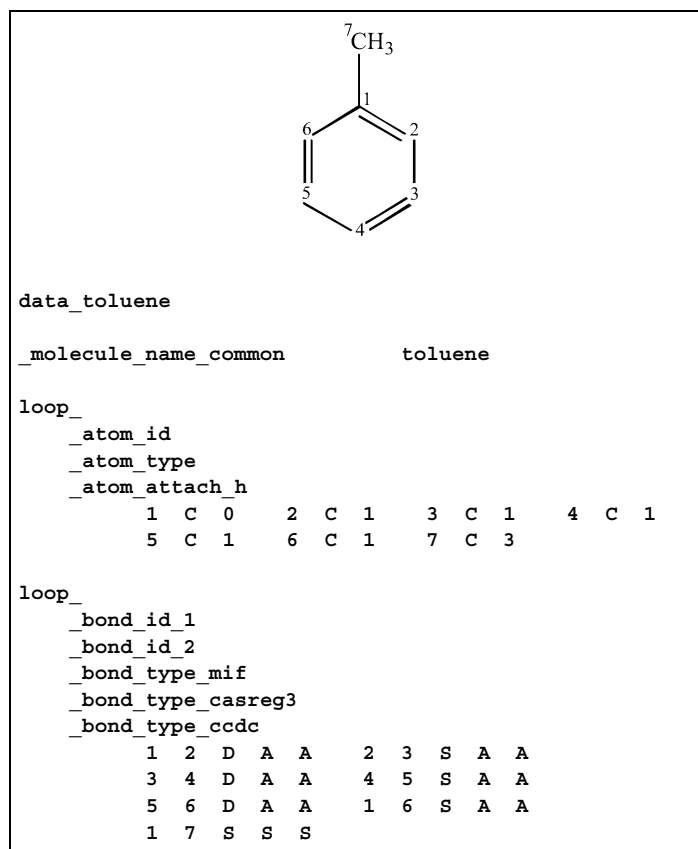 7CH3
1
6 2
5 3
4
data_toluene
_molecule_name_common toluene
loop_
_atom_id
_atom_type
_atom_attach_h
1 C 0 2 C 1 3 C 1 4 C 1
5 C 1 6 C 1 7 C 3
loop_
_bond_id_1
_bond_id_2
_bond_type_mif
_bond_type_casreg3
_bond_type_ccdc
1 2 D A A 2 3 S A A
3 4 D A A 4 5 S A A
5 6 D A A 1 6 S A A
1 7 S S S